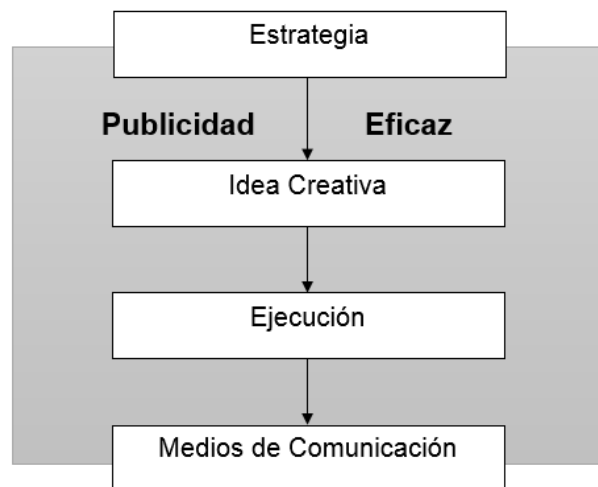 Estrategia
Publicidad Eficaz
Idea Creativa
Ejecución
Medios de Comunicación